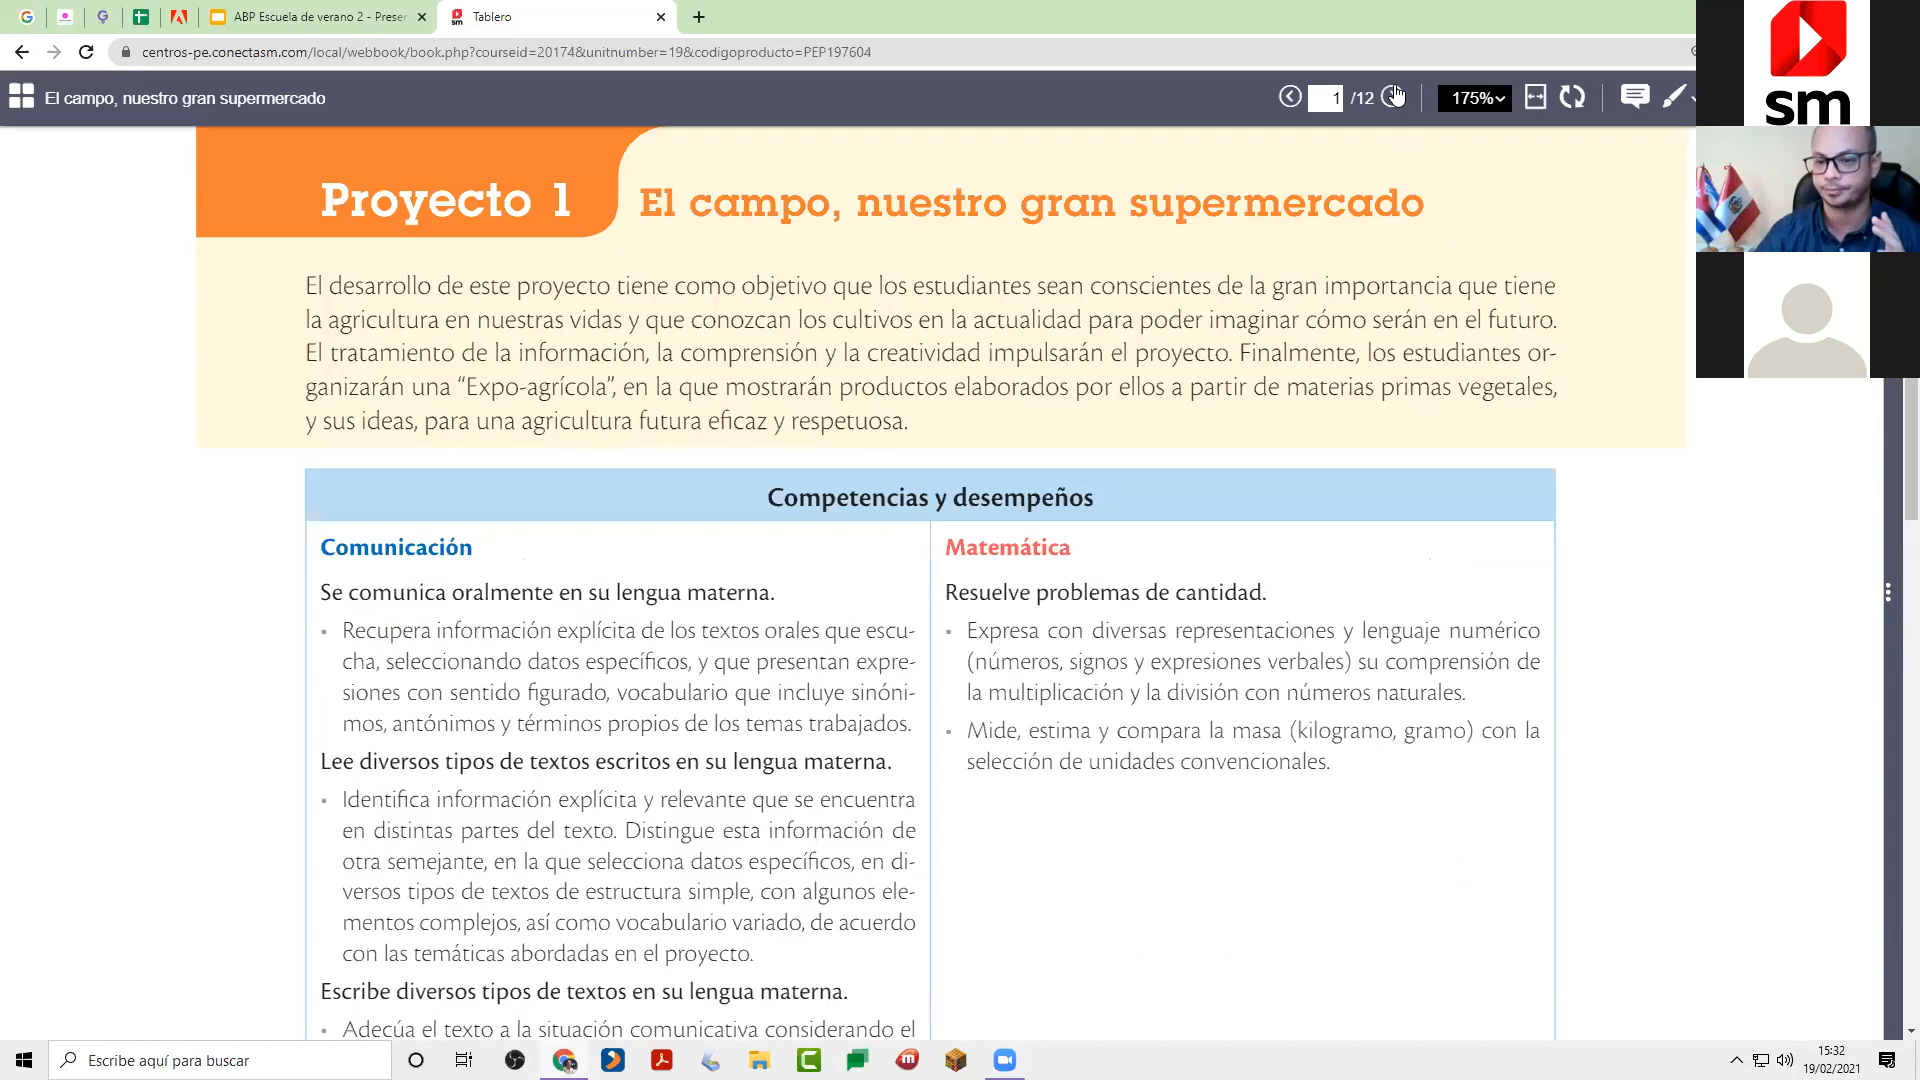 ABP Escuela de verano 2 - Preser
Tablero
centros-pe.conectasm.com/local/webbook/book.php?courseid=20174&unitnumber=19&codigoproducto=PEP197604
El campo, nuestro gran supermercado
1 /12
175%
sm
Proyecto 1
El campo, nuestro gran supermercado
El desarrollo de este proyecto tiene como objetivo que los estudiantes sean conscientes de la gran importancia que tiene
la agricultura en nuestras vidas y que conozcan los cultivos en la actualidad para poder imaginar cómo serán en el futuro.
El tratamiento de la información, la comprensión y la creatividad impulsarán el proyecto. Finalmente, los estudiantes or-
ganizarán una “Expo-agrícola”, en la que mostrarán productos elaborados por ellos a partir de materias primas vegetales,
y sus ideas, para una agricultura futura eficaz y respetuosa.
Competencias y desempeños
Comunicación
Se comunica oralmente en su lengua materna.
• Recupera información explícita de los textos orales que escu-
cha, seleccionando datos específicos, y que presentan expre-
siones con sentido figurado, vocabulario que incluye sinóni-
mos, antónimos y términos propios de los temas trabajados.
Lee diversos tipos de textos escritos en su lengua materna.
• Identifica información explícita y relevante que se encuentra
en distintas partes del texto. Distingue esta información de
otra semejante, en la que selecciona datos específicos, en di-
versos tipos de textos de estructura simple, con algunos ele-
mentos complejos, así como vocabulario variado, de acuerdo
con las temáticas abordadas en el proyecto.
Escribe diversos tipos de textos en su lengua materna.
• Adecúa el texto a la situación comunicativa considerando el
Matemática
Resuelve problemas de cantidad.
• Expresa con diversas representaciones y lenguaje numérico
(números, signos y expresiones verbales) su comprensión de
la multiplicación y la división con números naturales.
• Mide, estima y compara la masa (kilogramo, gramo) con la
selección de unidades convencionales.
Escribe aquí para buscar
15:32
19/02/2021